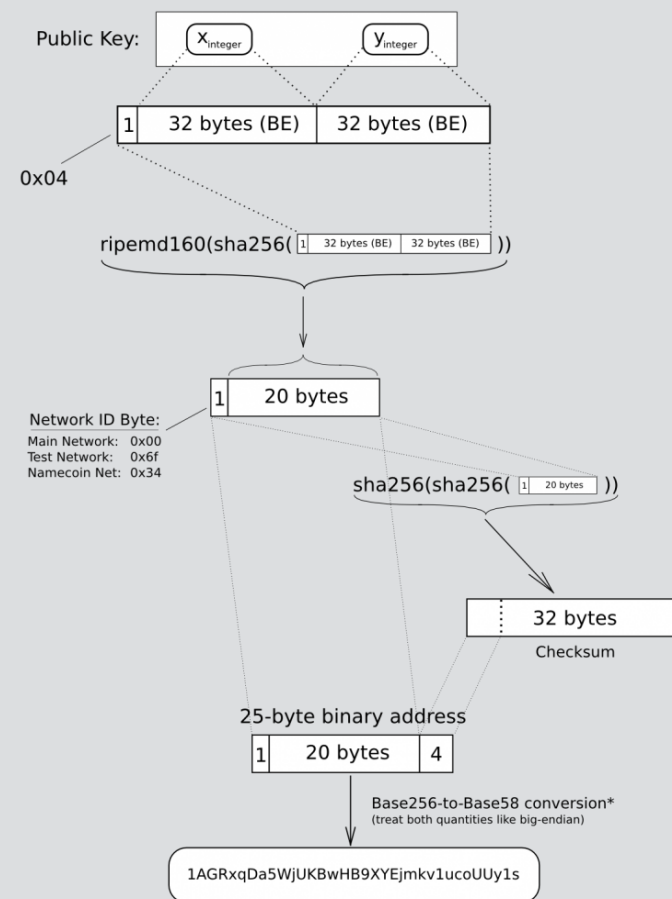 Public Key:
x integer
y integer
1
32 bytes (BE)
32 bytes (BE)
0x04
ripemd160(sha256( 1 32 bytes (BE) 32 bytes (BE) ))
1
20 bytes
Network ID Byte:
Main Network: 0x00
Test Network: 0x6f
Namecoin Net: 0x34
sha256(sha256( 1 20 bytes ))
32 bytes
Checksum
25-byte binary address
1
20 bytes
4
Base256-to-Base58 conversion*
(treat both quantities like big-endian)
1AGRxqDa5WjUKBwHB9XYEjmkv1ucoUUy1s